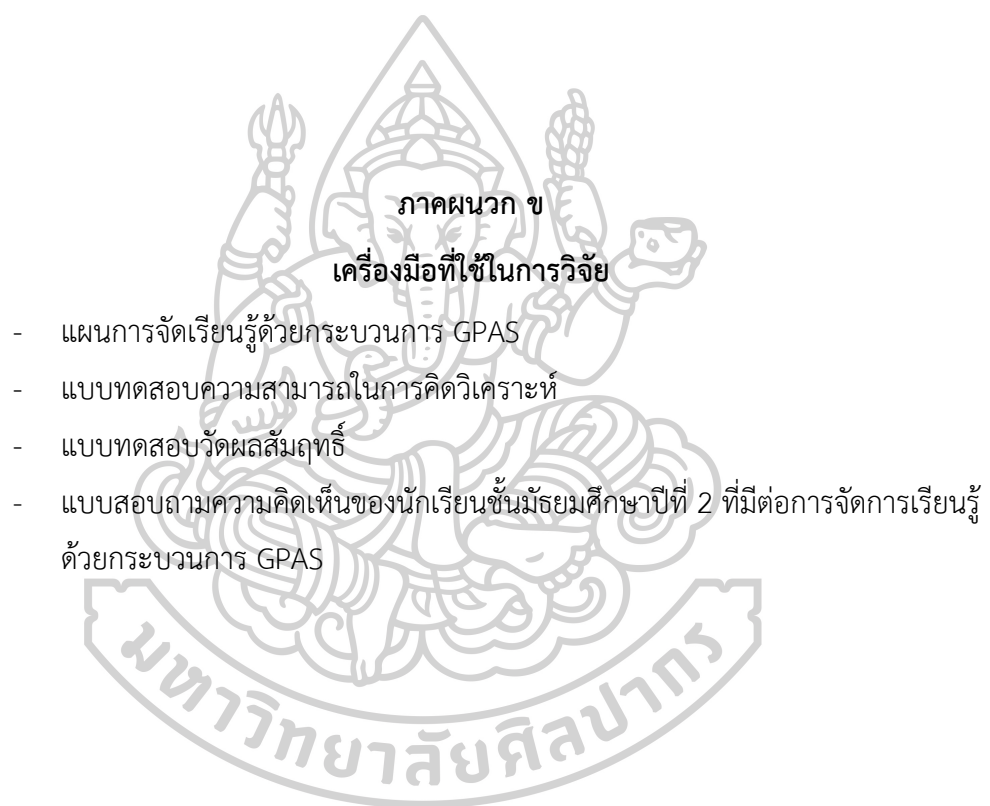 ภาคผนวก ข
เครื่องมือที่ใช้ในการวิจัย
- แผนการจัดเรียนรู้ด้วยกระบวนการ GPAS
- แบบทดสอบความสามารถในการคิดวิเคราะห์
- แบบทดสอบวัดผลสัมฤทธิ์
- แบบสอบถามความคิดเห็นของนักเรียนชั้นมัธยมศึกษาปีที่ 2 ที่มีต่อการจัดการเรียนรู้
ด้วยกระบวนการ GPAS
มหาวิทยาลัยศิลปากร